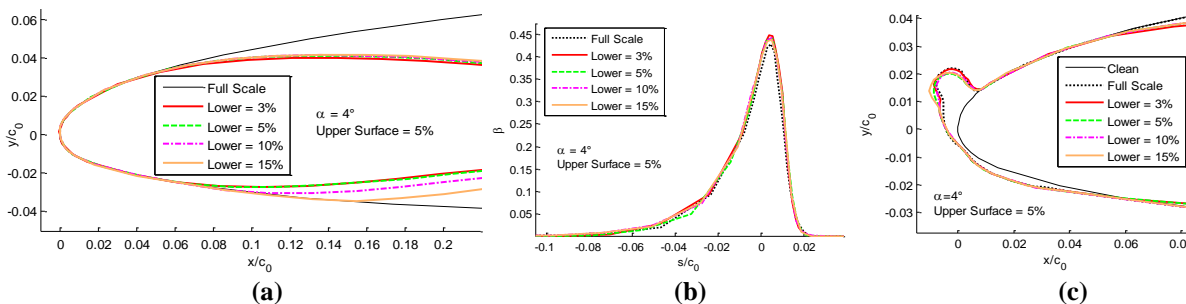 0.06
0.04
0.02
0
-0.02
-0.04
y/c0
0
0.02
0.04
0.06
0.08
0.1
0.12
0.14
0.16
0.18
0.2
x/c0
Full Scale
Lower = 3%
Lower = 5%
Lower = 10%
Lower = 15%
α = 4°
Upper Surface = 5%
(a)
0.45
0.4
0.35
0.3
0.25
0.2
0.15
0.1
0.05
β
-0.1
-0.08
-0.06
-0.04
-0.02
0
0.02
s/c0
Full Scale
Lower = 3%
Lower = 5%
Lower = 10%
Lower = 15%
α = 4°
Upper Surface = 5%
(b)
0.04
0.03
0.02
0.01
0
-0.01
-0.02
-0.03
y/c0
0
0.02
0.04
0.06
0.08
x/c0
Clean
Full Scale
Lower = 3%
Lower = 5%
Lower = 10%
Lower = 15%
α=4°
Upper Surface = 5%
(c)